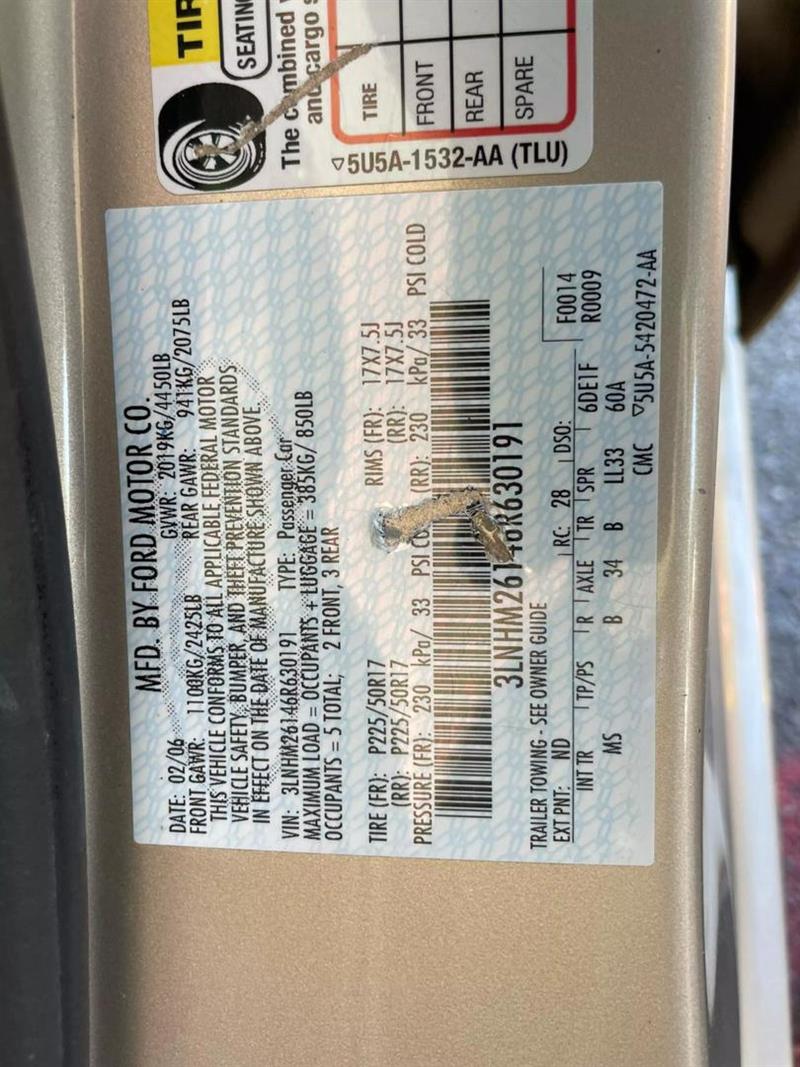 MFD. BY FORD MOTOR CO.
DATE: 02/06 GVWR: 2019KG/4450LB
FRONT GAWR: 1100KG/2425LB REAR GAWR: 941KG/2075LB
THIS VEHICLE CONFORMS TO ALL APPLICABLE FEDERAL MOTOR
VEHICLE SAFETY, BUMPER, AND THEFT PREVENTION STANDARDS
IN EFFECT ON THE DATE OF MANUFACTURE SHOWN ABOVE.
VIN: 3LNHM26146R630191 TYPE: Passenger Car
MAXIMUM LOAD = OCCUPANTS + LUGGAGE = 385KG/ 850LB
OCCUPANTS = 5 TOTAL; 2 FRONT, 3 REAR
TIRE (FR): P225/50R17 RIMS (FR): 17X7.5J
(RR): P225/50R17 (RR): 17X7.5J
PRESSURE (FR): 230 kPa/ 33 PSI (RR): 230 kPa/ 33 PSI COLD
3LNHM26146R630191
TRAILER TOWING - SEE OWNER GUIDE
EXT PNT: ND RC: 28 DSO: F0014
R0009
INT TR TP/PS R AXLE TR SPR 6DE1F
MS B 34 B LL33 60A
CMC ▽5U5A-5420472-AA
TIR
SEATING
The combined
and cargo s
TIRE
FRONT
REAR
SPARE
▽5U5A-1532-AA (TLU)